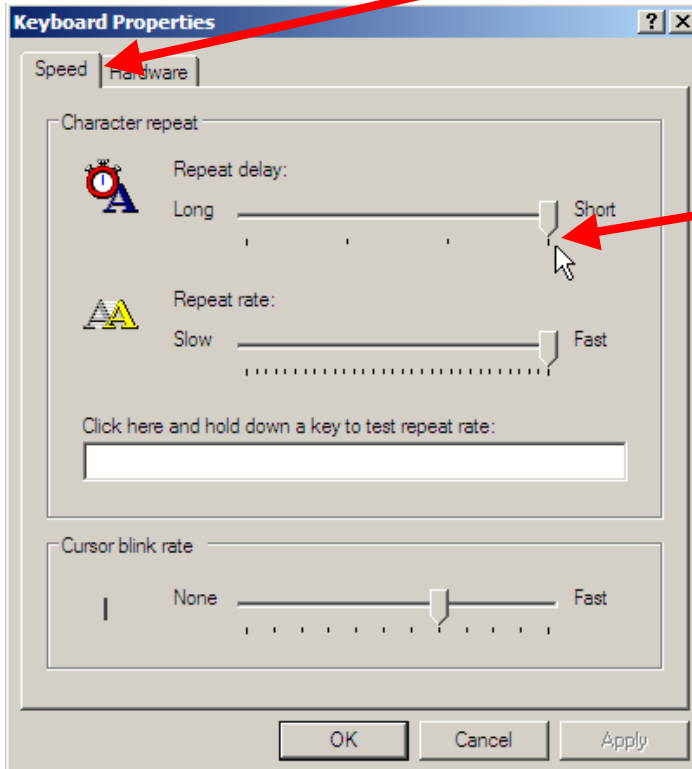 Keyboard Properties
Speed Hardware
Character repeat
Repeat delay:
Long Short
Repeat rate:
Slow Fast
Click here and hold down a key to test repeat rate:
Cursor blink rate
None Fast
OK Cancel Apply